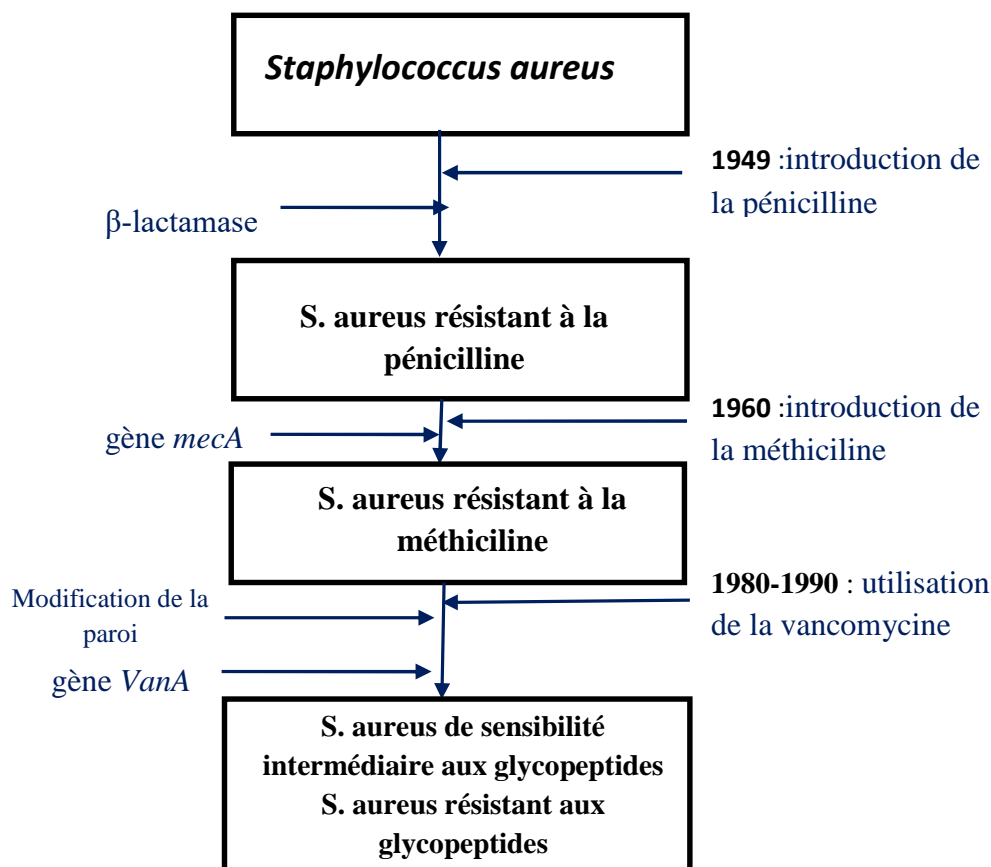 Staphylococcus aureus
1949 :introduction de
la pénicilline
β-lactamase
S. aureus résistant à la
pénicilline
1960 :introduction de
la méthiciline
gène mecA
S. aureus résistant à la
méthiciline
1980-1990 : utilisation
de la vancomycine
Modification de la
paroi
gène VanA
S. aureus de sensibilité
intermédiaire aux glycopeptides
S. aureus résistant aux
glycopeptides